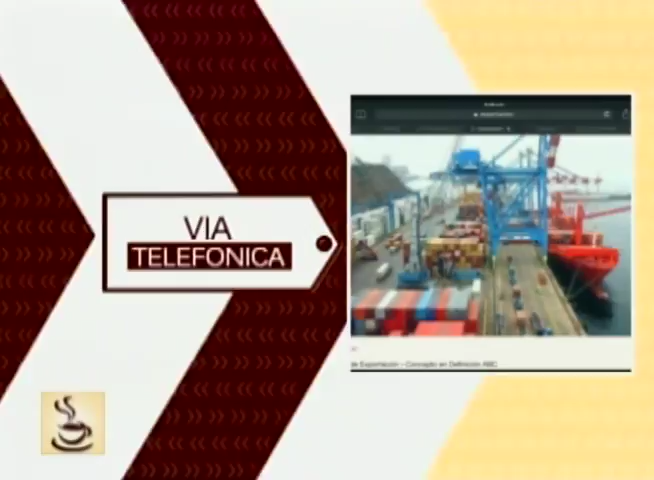 VIA
TELEFONICA
de Exportación – Concepto en Definición ABC